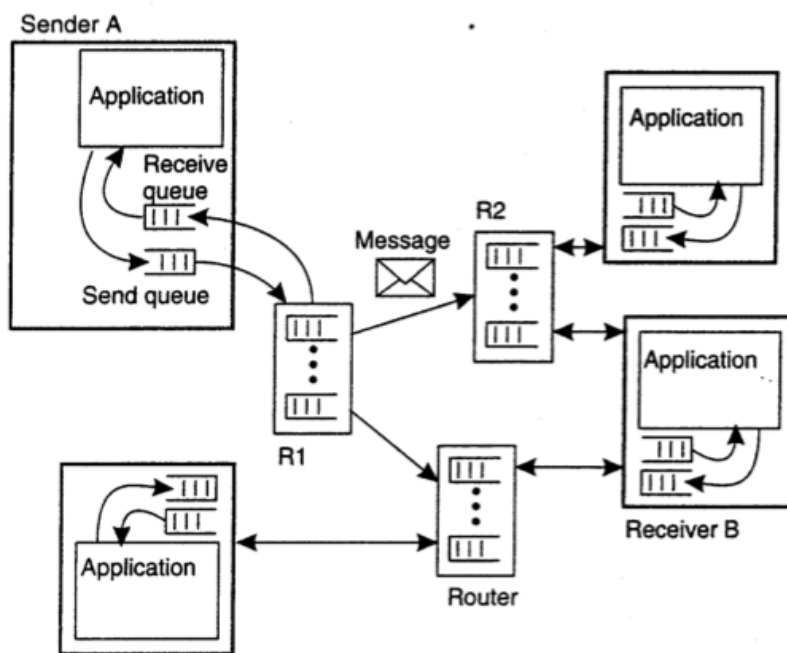 Sender A
Application
Receive
queue
Send queue
Message
R1
R2
Application
Application
Receiver B
Router
Application